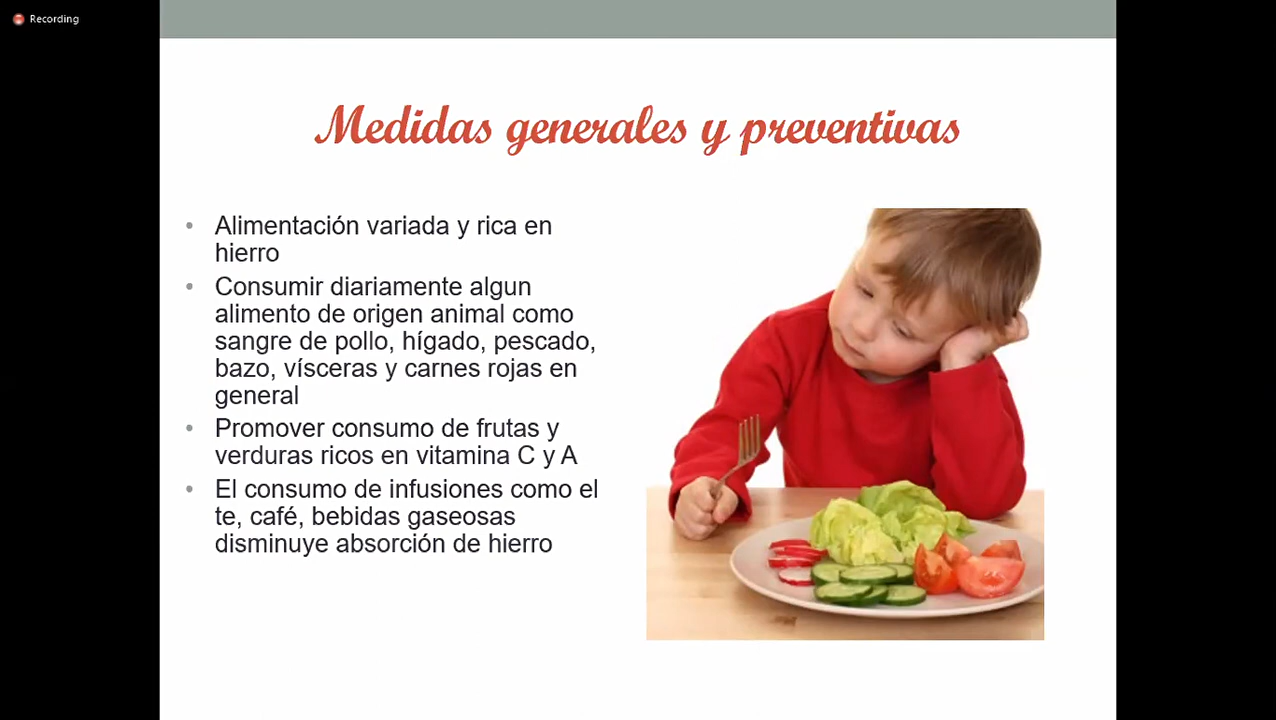 Recording
Medidas generales y preventivas
• Alimentación variada y rica en
hierro
• Consumir diariamente algun
alimento de origen animal como
sangre de pollo, hígado, pescado,
bazo, vísceras y carnes rojas en
general
• Promover consumo de frutas y
verduras ricos en vitamina C y A
• El consumo de infusiones como el
te, café, bebidas gaseosas
disminuye absorción de hierro